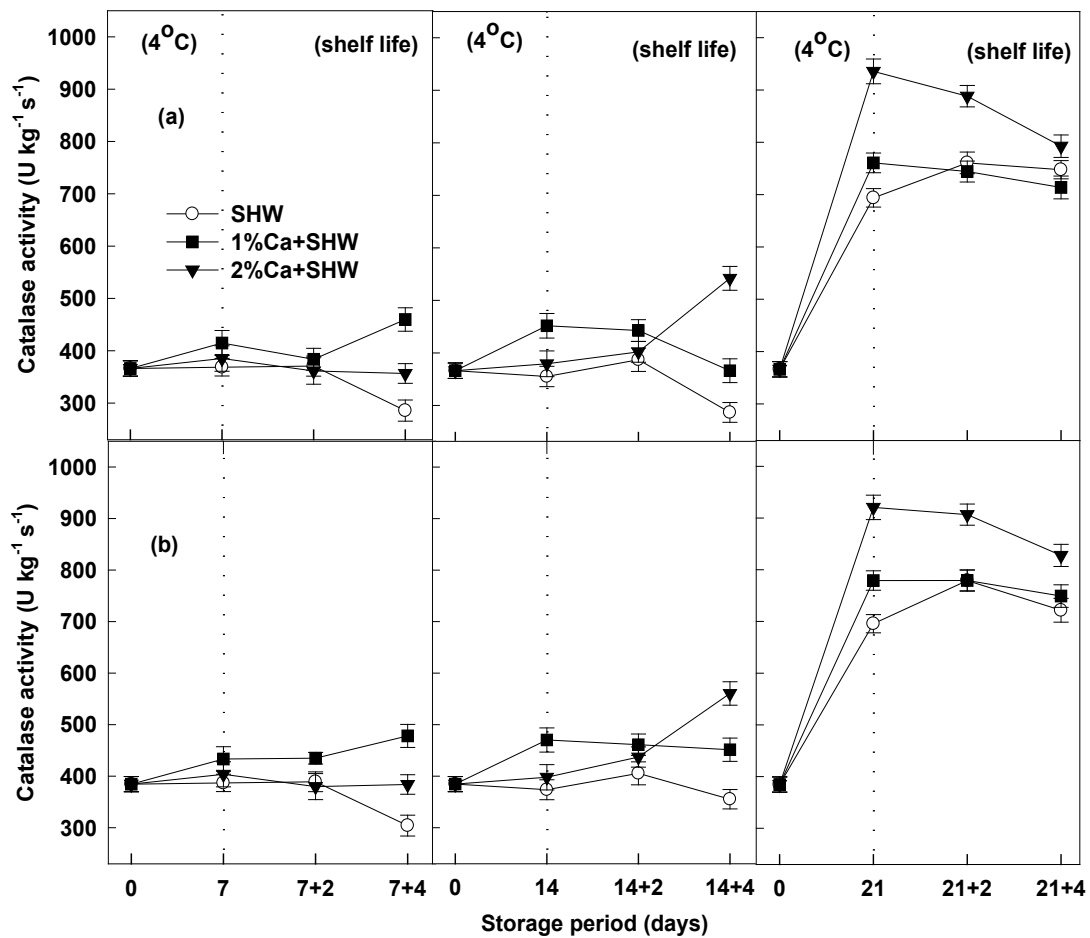 (4°C) (shelf life) (4°C) (shelf life) (4°C) (shelf life)
(a)
SHW
1%Ca+SHW
2%Ca+SHW
Catalase activity (U kg⁻¹ s⁻¹)
1000
900
800
700
600
500
400
300
(b)
Catalase activity (U kg⁻¹ s⁻¹)
1000
900
800
700
600
500
400
300
0 7 7+2 7+4 0 14 14+2 14+4 0 21 21+2 21+4
Storage period (days)